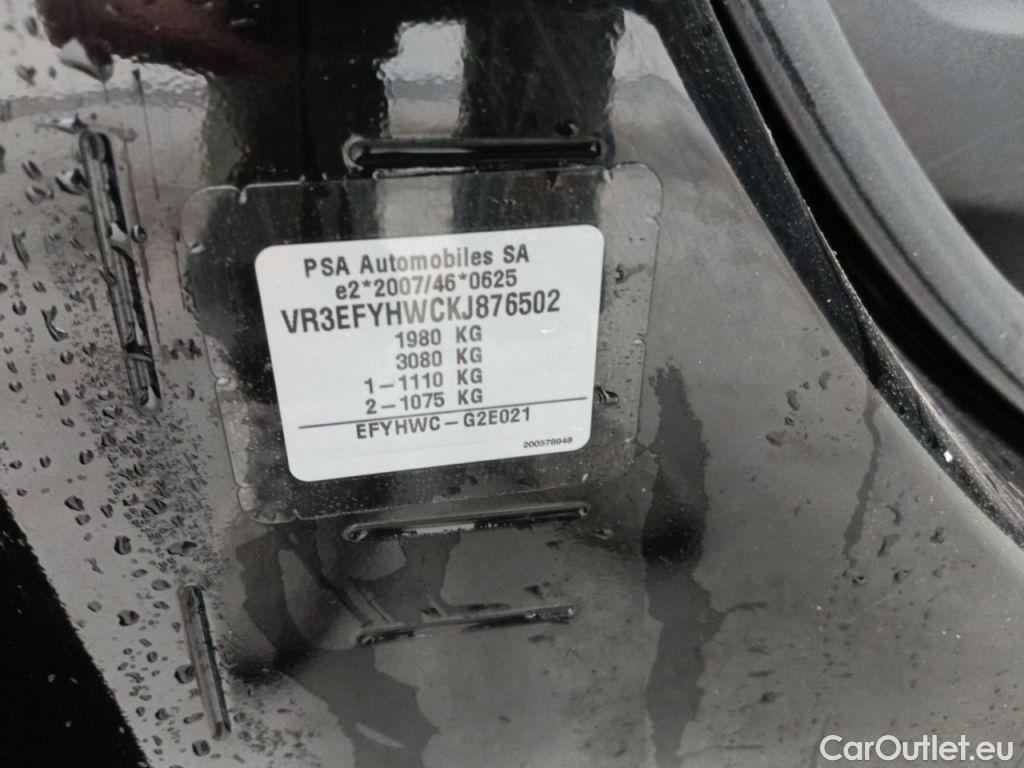 PSA Automobiles SA
e2*2007/46*0625
VR3EFYHWCKJ876502
1980 KG
3080 KG
1-1110 KG
2-1075 KG
EFYHWC-G2E021
200578949
CarOutlet.eu